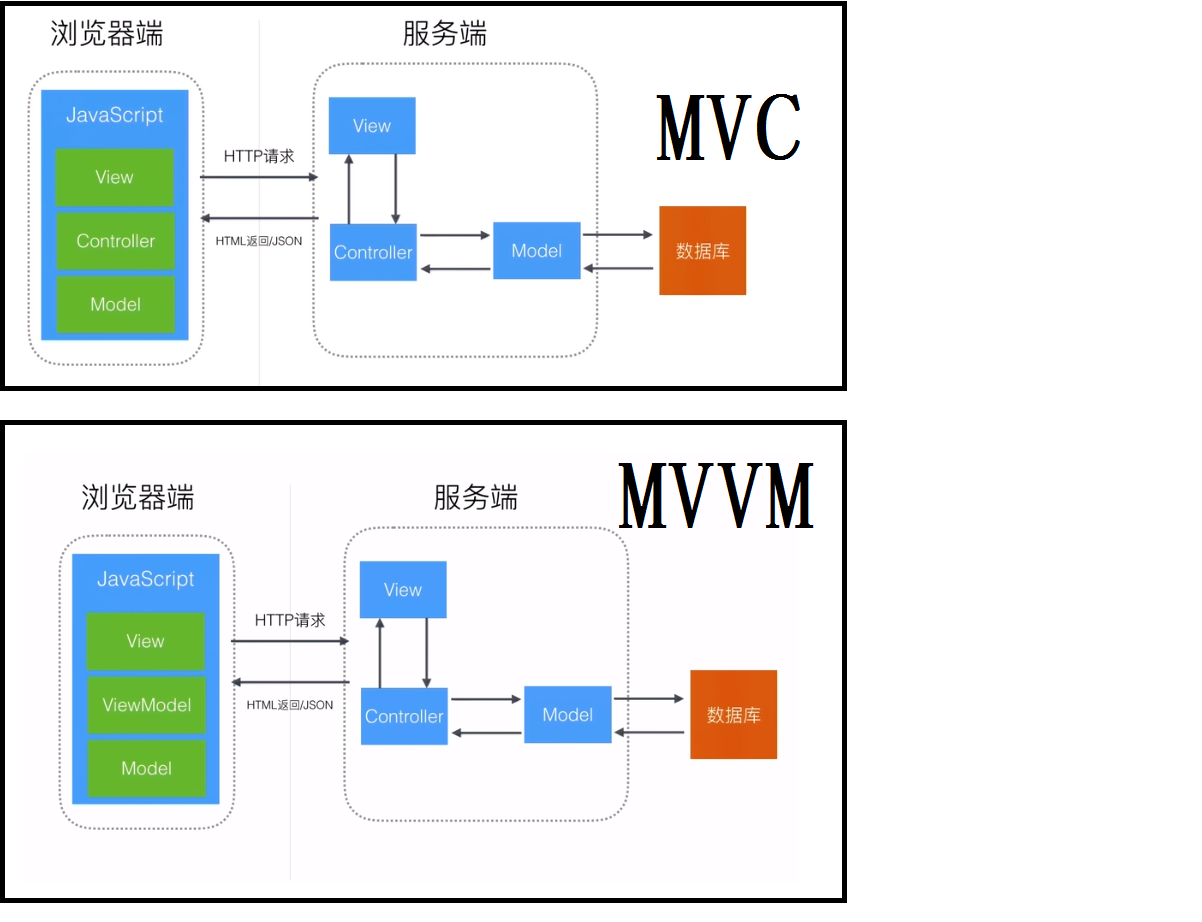 浏览器端
服务端
MVC
JavaScript
View
Controller
Model
HTTP请求
HTML返回/JSON
View
Controller
Model
数据库
浏览器端
服务端
MVVM
JavaScript
View
ViewModel
Model
HTTP请求
HTML返回/JSON
View
Controller
Model
数据库